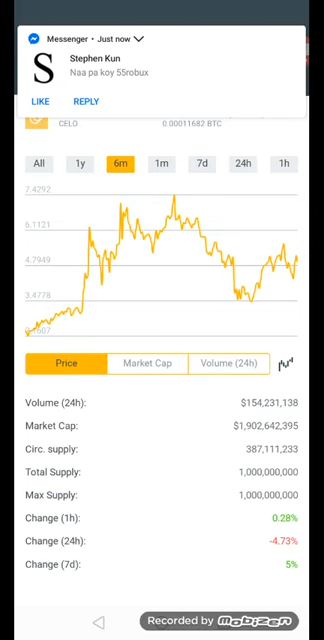 Messenger • Just now
Stephen Kun
Naa pa koy 55robux
LIKE REPLY
CELO 0.00011682 BTC
All 1y 6m 1m 7d 24h 1h
7.4292
6.1121
4.7949
3.4778
Price Market Cap Volume (24h)
Volume (24h): $154,231,138
Market Cap: $1,902,642,395
Circ. supply: 387,111,233
Total Supply: 1,000,000,000
Max Supply: 1,000,000,000
Change (1h): 0.28%
Change (24h): -4.73%
Change (7d): 5%
Recorded by Mobizen